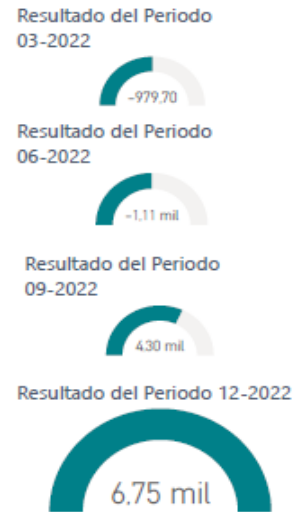 Resultado del Periodo
03-2022
-979,70
Resultado del Periodo
06-2022
-1,11 mil
Resultado del Periodo
09-2022
4,30 mil
Resultado del Periodo 12-2022
6,75 mil